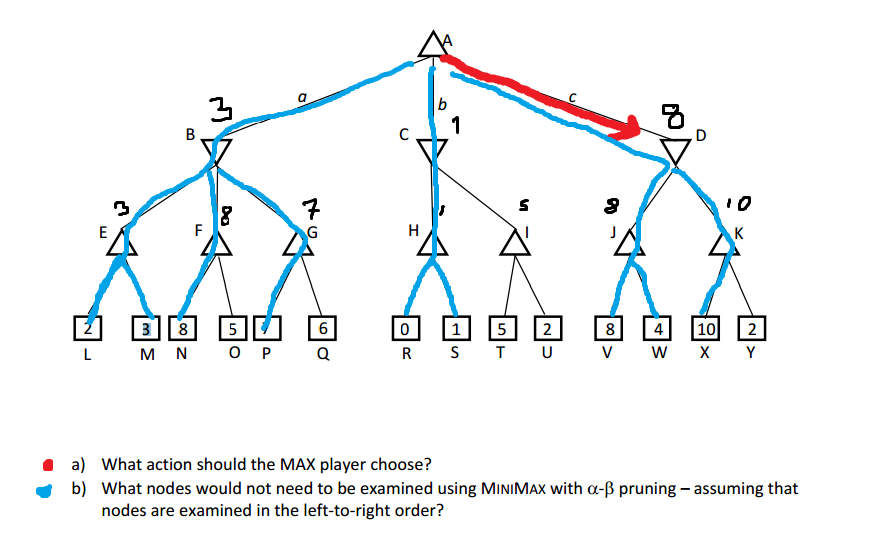 A
a
b
c
3
1
8
B
C
D
3
8
7
1
5
8
10
E
F
G
H
I
J
K
2
3
8
5
7
6
0
1
5
2
8
4
10
2
L
M
N
O
P
Q
R
S
T
U
V
W
X
Y
a) What action should the MAX player choose?
b) What nodes would not need to be examined using MINIMAX with α-β pruning – assuming that
nodes are examined in the left-to-right order?